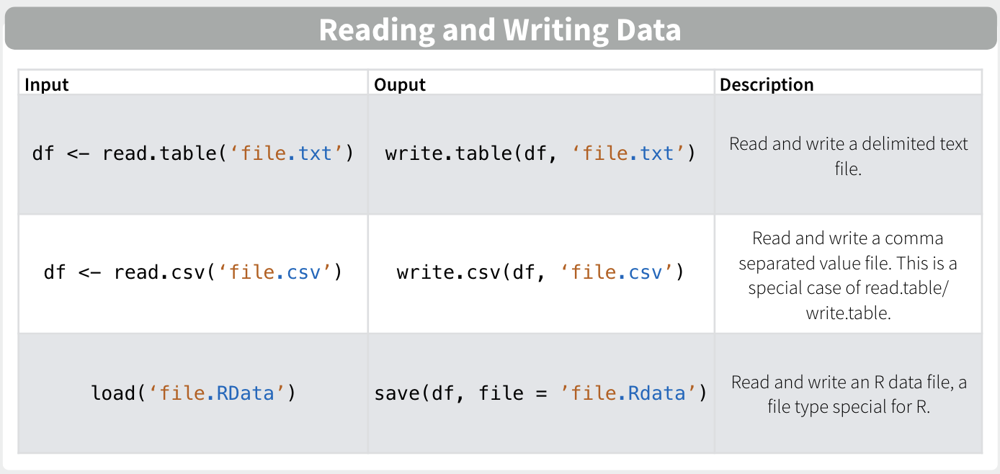 Reading and Writing Data
Input
Ouput
Description
df <- read.table(‘file.txt’)
write.table(df, ‘file.txt’)
Read and write a delimited text
file.
df <- read.csv(‘file.csv’)
write.csv(df, ‘file.csv’)
Read and write a comma
separated value file. This is a
special case of read.table/
write.table.
load(‘file.RData’)
save(df, file = ’file.Rdata’)
Read and write an R data file, a
file type special for R.